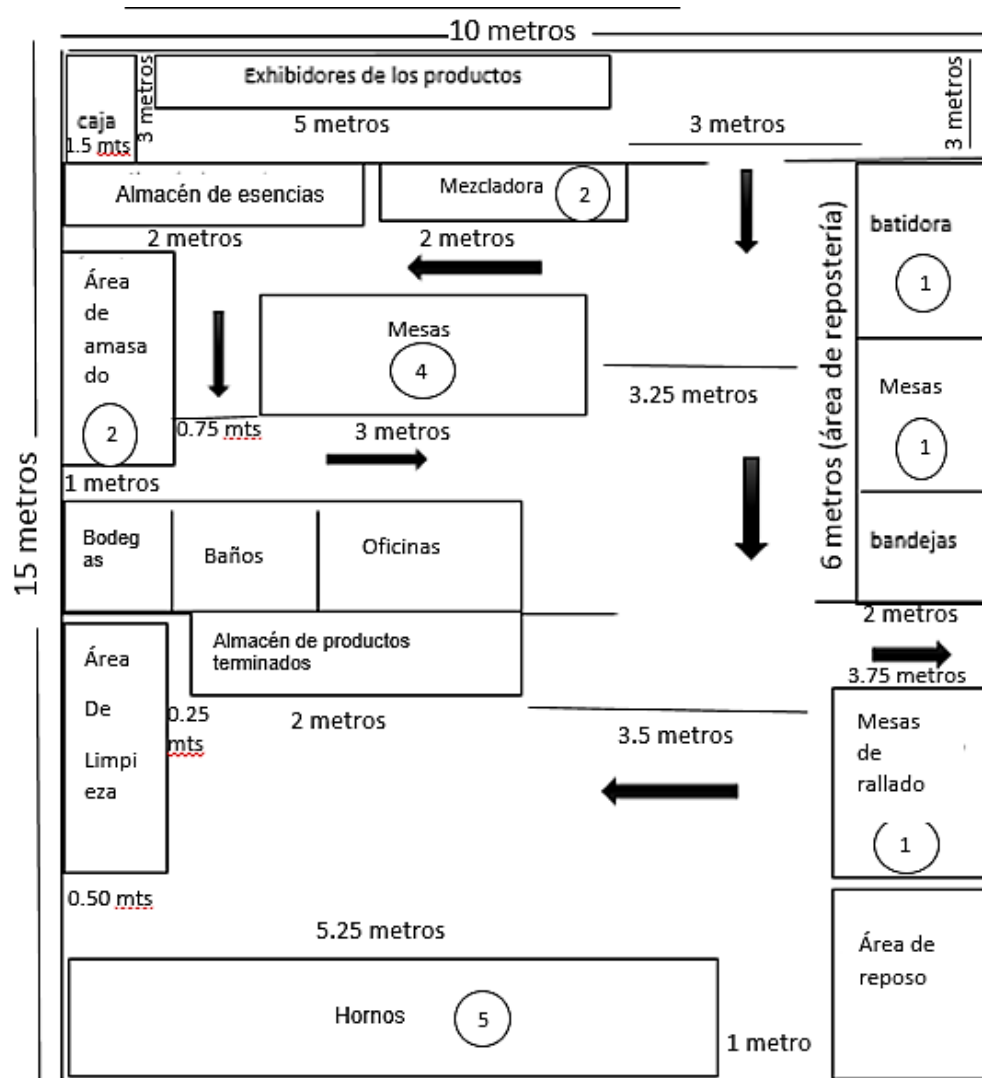 10 metros
Exhibidores de los productos
3 metros
3 metros
caja
1.5 mts
5 metros
3 metros
Almacén de esencias
Mezcladora
2
2 metros
2 metros
batidora
1
Área
de
amasa
do
2
Mesas
4
6 metros (área de repostería)
3.25 metros
Mesas
1
0.75 mts
3 metros
1 metros
15 metros
Bodeg
as
Baños
Oficinas
bandejas
2 metros
Almacén de productos
terminados
Área
De
Limpi
eza
3.75 metros
0.25
mts
2 metros
3.5 metros
Mesas
de
rallado
1
0.50 mts
5.25 metros
Área de
reposo
Hornos
5
1 metro